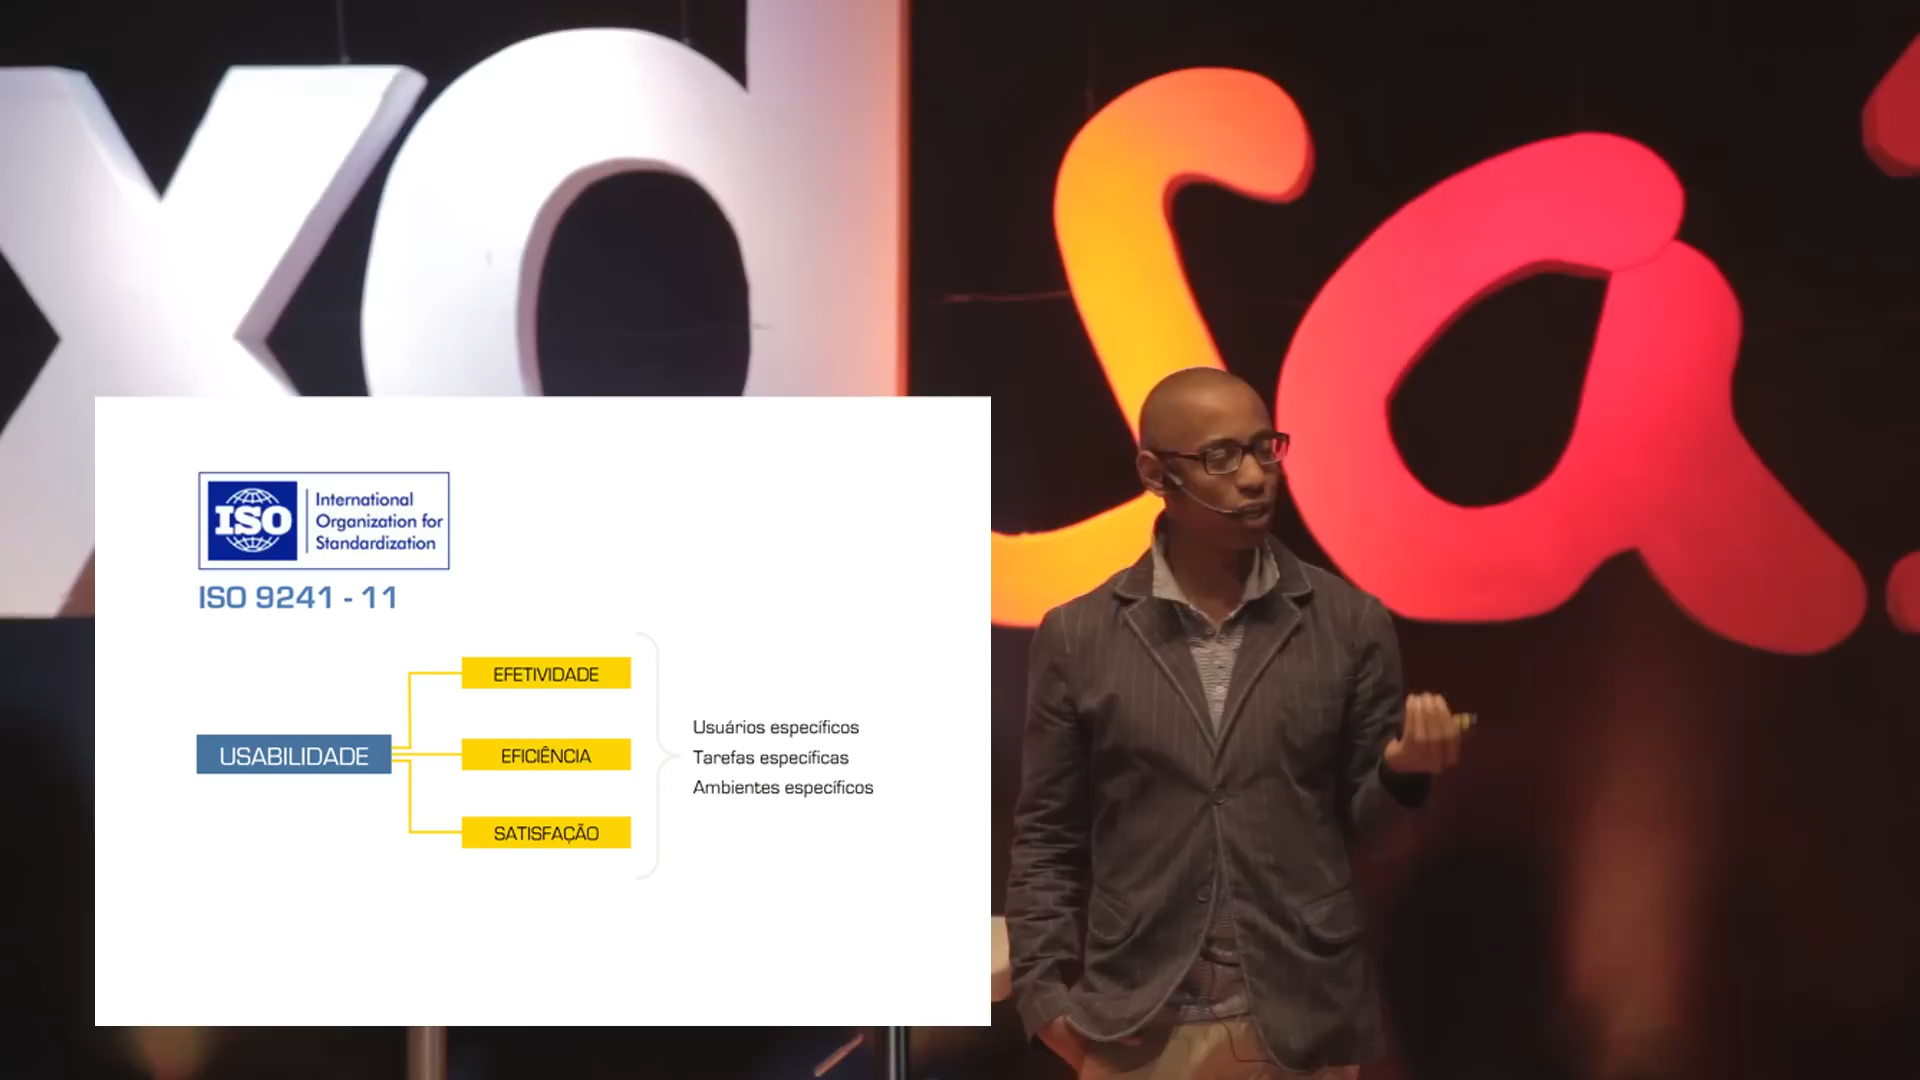 xd
sa
ISO
International
Organization for
Standardization
ISO 9241 - 11
USABILIDADE
EFETIVIDADE
EFICIÊNCIA
SATISFAÇÃO
Usuários específicos
Tarefas específicas
Ambientes específicos